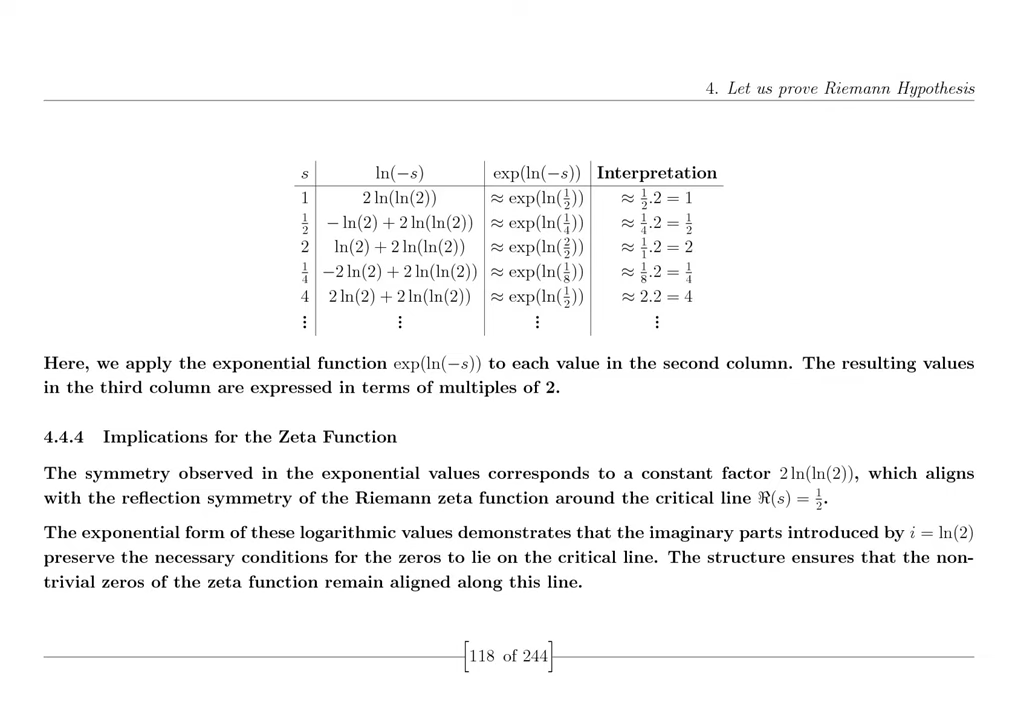 4. Let us prove Riemann Hypothesis
s ln(−s) exp(ln(−s)) Interpretation
1 2 ln(ln(2)) ≈ exp(ln(1/2)) ≈ 1/2.2 = 1
1/2 − ln(2) + 2 ln(ln(2)) ≈ exp(ln(1/4)) ≈ 1/4.2 = 1/2
2 ln(2) + 2 ln(ln(2)) ≈ exp(ln(2/2)) ≈ 1/1.2 = 2
1/4 −2 ln(2) + 2 ln(ln(2)) ≈ exp(ln(1/8)) ≈ 1/8.2 = 1/4
4 2 ln(2) + 2 ln(ln(2)) ≈ exp(ln(1/2)) ≈ 2.2 = 4
⋮ ⋮ ⋮ ⋮
Here, we apply the exponential function exp(ln(−s)) to each value in the second column. The resulting values
in the third column are expressed in terms of multiples of 2.
4.4.4 Implications for the Zeta Function
The symmetry observed in the exponential values corresponds to a constant factor 2 ln(ln(2)), which aligns
with the reflection symmetry of the Riemann zeta function around the critical line ℜ(s) = 1/2.
The exponential form of these logarithmic values demonstrates that the imaginary parts introduced by i = ln(2)
preserve the necessary conditions for the zeros to lie on the critical line. The structure ensures that the non-
trivial zeros of the zeta function remain aligned along this line.
[118 of 244]